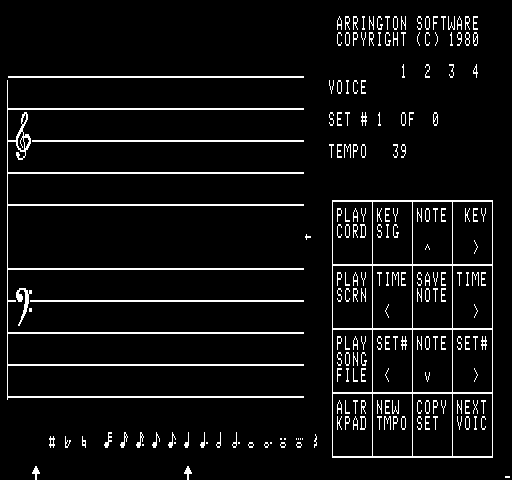 ARRINGTON SOFTWARE
COPYRIGHT (C) 1980
1 2 3 4
VOICE
SET # 1 OF 0
TEMPO 39
PLAY KEY NOTE KEY
CORD SIG
^ >
PLAY TIME SAVE TIME
SCRN NOTE
< >
PLAY SET# NOTE SET#
SONG
FILE < v >
ALTR NEW COPY NEXT
KPAD TMPO SET VOIC